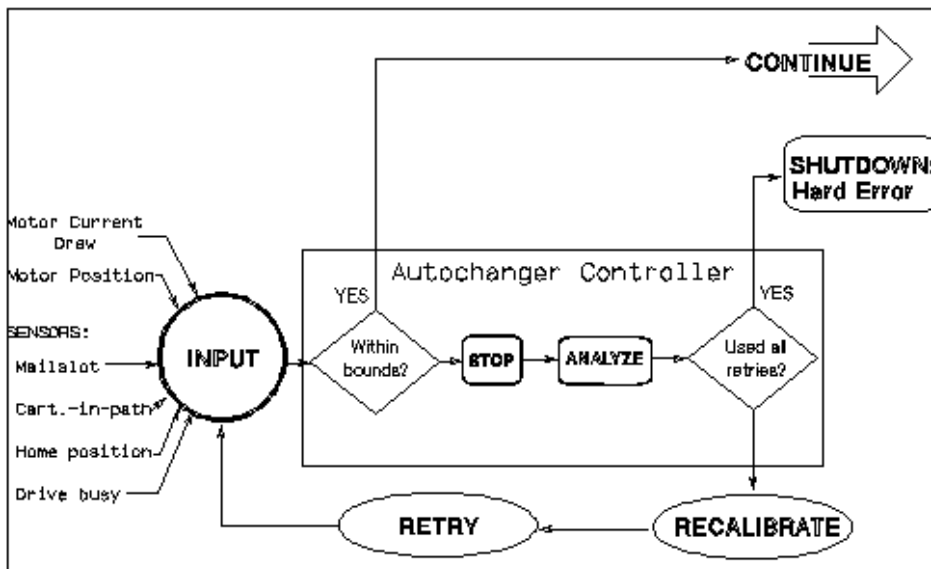 CONTINUE
SHUTDOWN:
Hard Error
Motor Current
Draw
Motor Position
Autochanger Controller
YES
YES
SENSORS:
INPUT
Within
bounds?
STOP
ANALYZE
Used all
retries?
Mailslot
Cart.-in-path
Home position
Drive busy
RETRY
RECALIBRATE